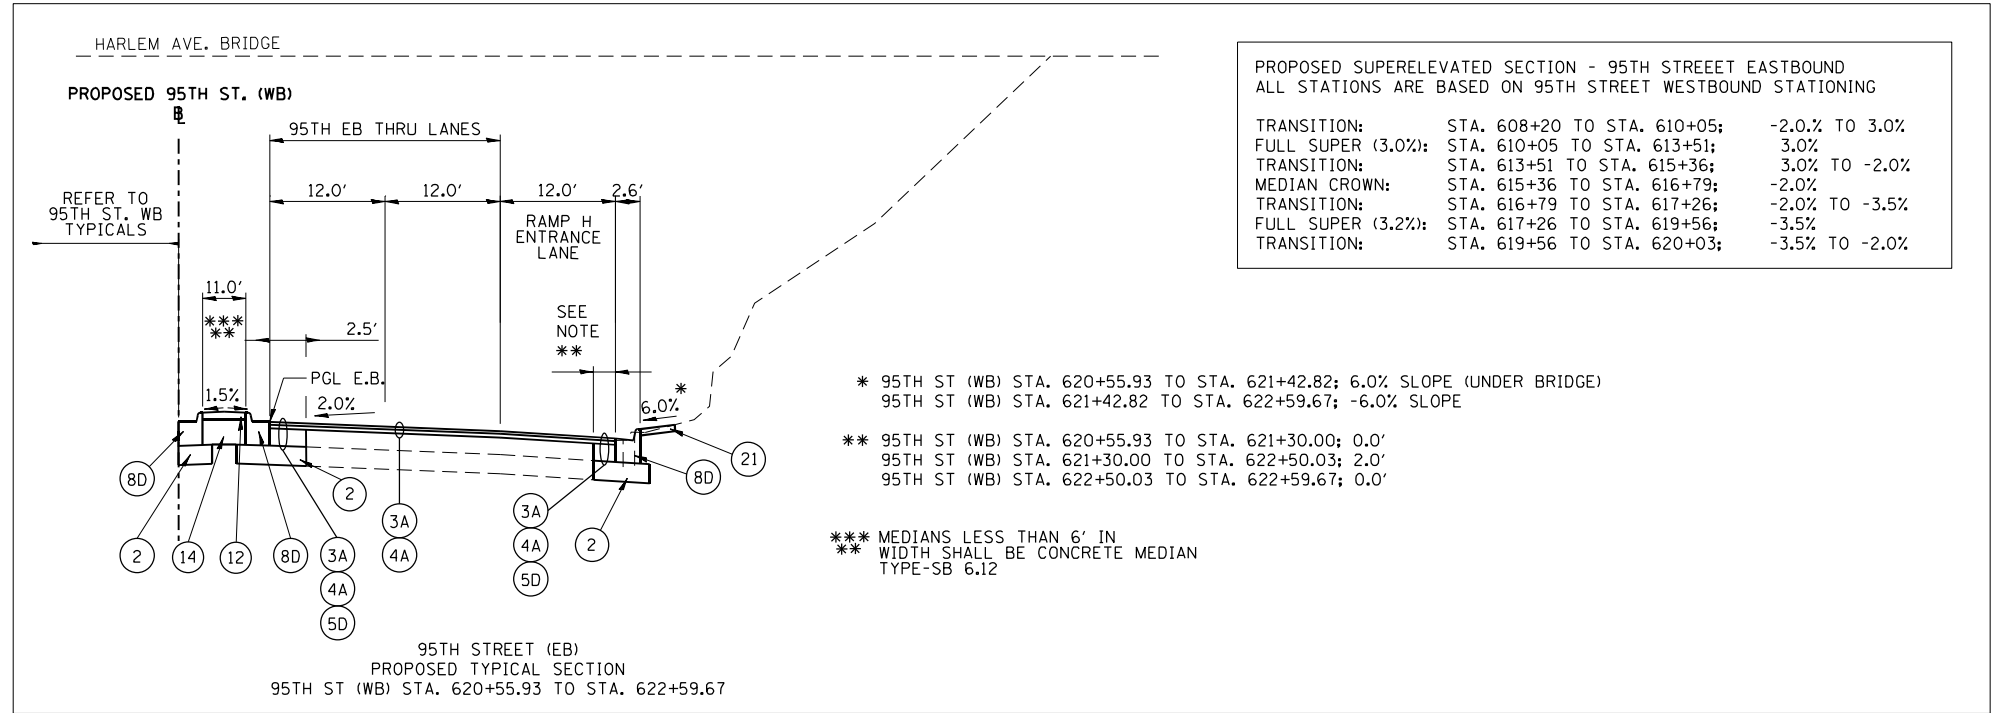 HARLEM AVE. BRIDGE
PROPOSED 95TH ST. (WB)
95TH EB THRU LANES
12.0' 12.0' 12.0' 2.6'
REFER TO
95TH ST. WB
TYPICALS
RAMP H
ENTRANCE
LANE
11.0'
***
**
2.5'
SEE
NOTE
**
PGL E.B.
1.5%
2.0%
6.0%
*
8D
2
14
12
8D
3A
4A
5D
2
3A
4A
3A
4A
5D
2
8D
21
95TH STREET (EB)
PROPOSED TYPICAL SECTION
95TH ST (WB) STA. 620+55.93 TO STA. 622+59.67
PROPOSED SUPERELEVATED SECTION - 95TH STREEET EASTBOUND
ALL STATIONS ARE BASED ON 95TH STREET WESTBOUND STATIONING
TRANSITION: STA. 608+20 TO STA. 610+05; -2.0.% TO 3.0%
FULL SUPER (3.0%): STA. 610+05 TO STA. 613+51; 3.0%
TRANSITION: STA. 613+51 TO STA. 615+36; 3.0% TO -2.0%
MEDIAN CROWN: STA. 615+36 TO STA. 616+79; -2.0%
TRANSITION: STA. 616+79 TO STA. 617+26; -2.0% TO -3.5%
FULL SUPER (3.2%): STA. 617+26 TO STA. 619+56; -3.5%
TRANSITION: STA. 619+56 TO STA. 620+03; -3.5% TO -2.0%
* 95TH ST (WB) STA. 620+55.93 TO STA. 621+42.82; 6.0% SLOPE (UNDER BRIDGE)
95TH ST (WB) STA. 621+42.82 TO STA. 622+59.67; -6.0% SLOPE
** 95TH ST (WB) STA. 620+55.93 TO STA. 621+30.00; 0.0'
95TH ST (WB) STA. 621+30.00 TO STA. 622+50.03; 2.0'
95TH ST (WB) STA. 622+50.03 TO STA. 622+59.67; 0.0'
*** MEDIANS LESS THAN 6' IN
** WIDTH SHALL BE CONCRETE MEDIAN
TYPE-SB 6.12